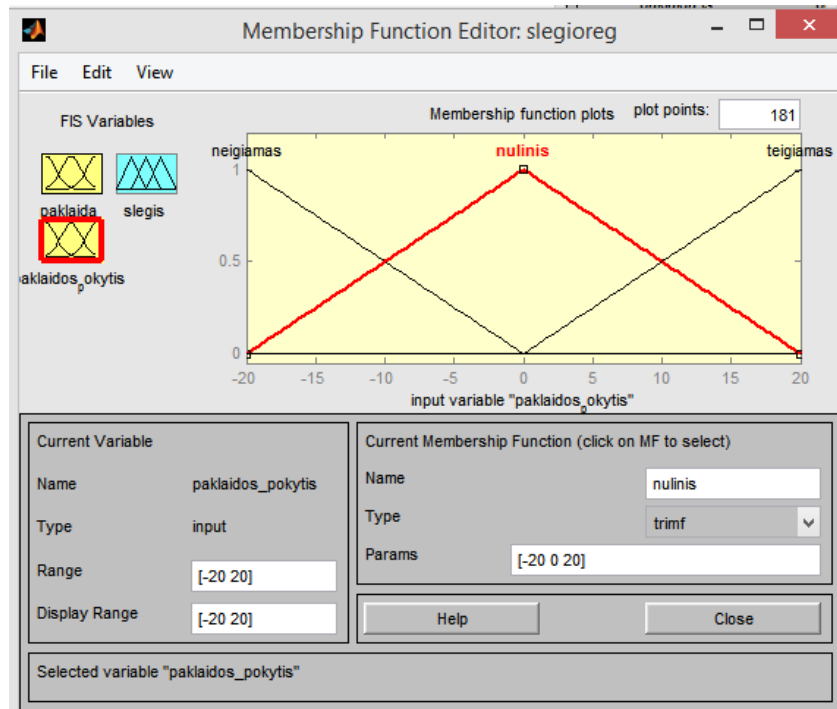 Membership Function Editor: slegioreg
File Edit View
FIS Variables
paklaida
slegis
paklaidos_pokytis
Membership function plots
plot points:
181
neigiamas
nulinis
teigiamas
1
0.5
0
-20 -15 -10 -5 0 5 10 15 20
input variable "paklaidos_pokytis"
Current Variable
Name paklaidos_pokytis
Type input
Range [-20 20]
Display Range [-20 20]
Current Membership Function (click on MF to select)
Name nulinis
Type trimf
Params [-20 0 20]
Help
Close
Selected variable "paklaidos_pokytis"